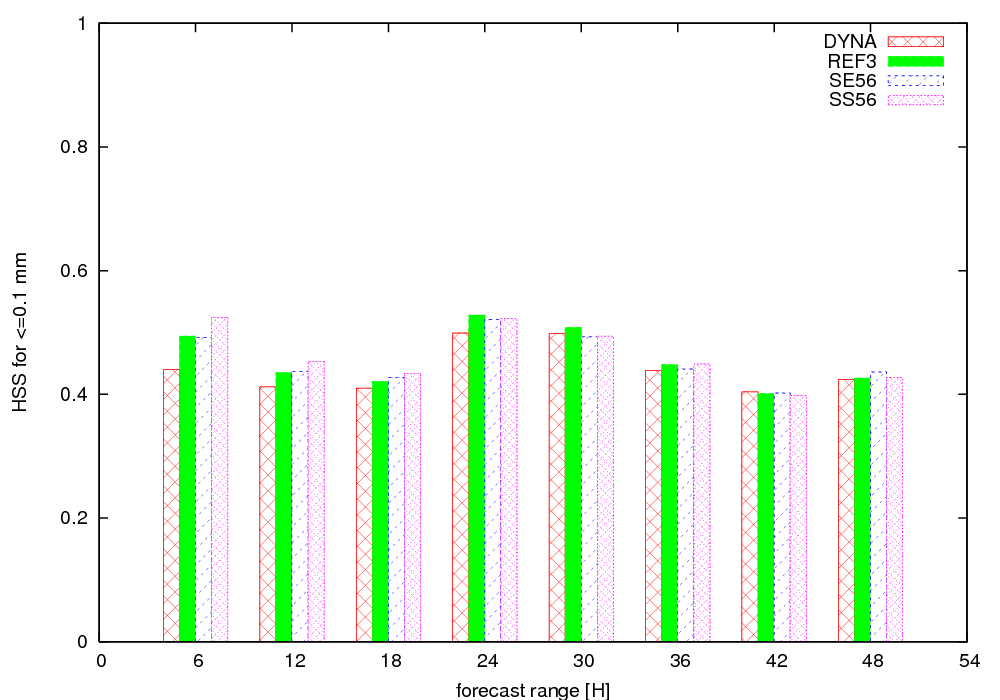 1
0.8
0.6
0.4
0.2
0
HSS for <=0.1 mm
DYNA
REF3
SE56
SS56
0 6 12 18 24 30 36 42 48 54
forecast range [H]